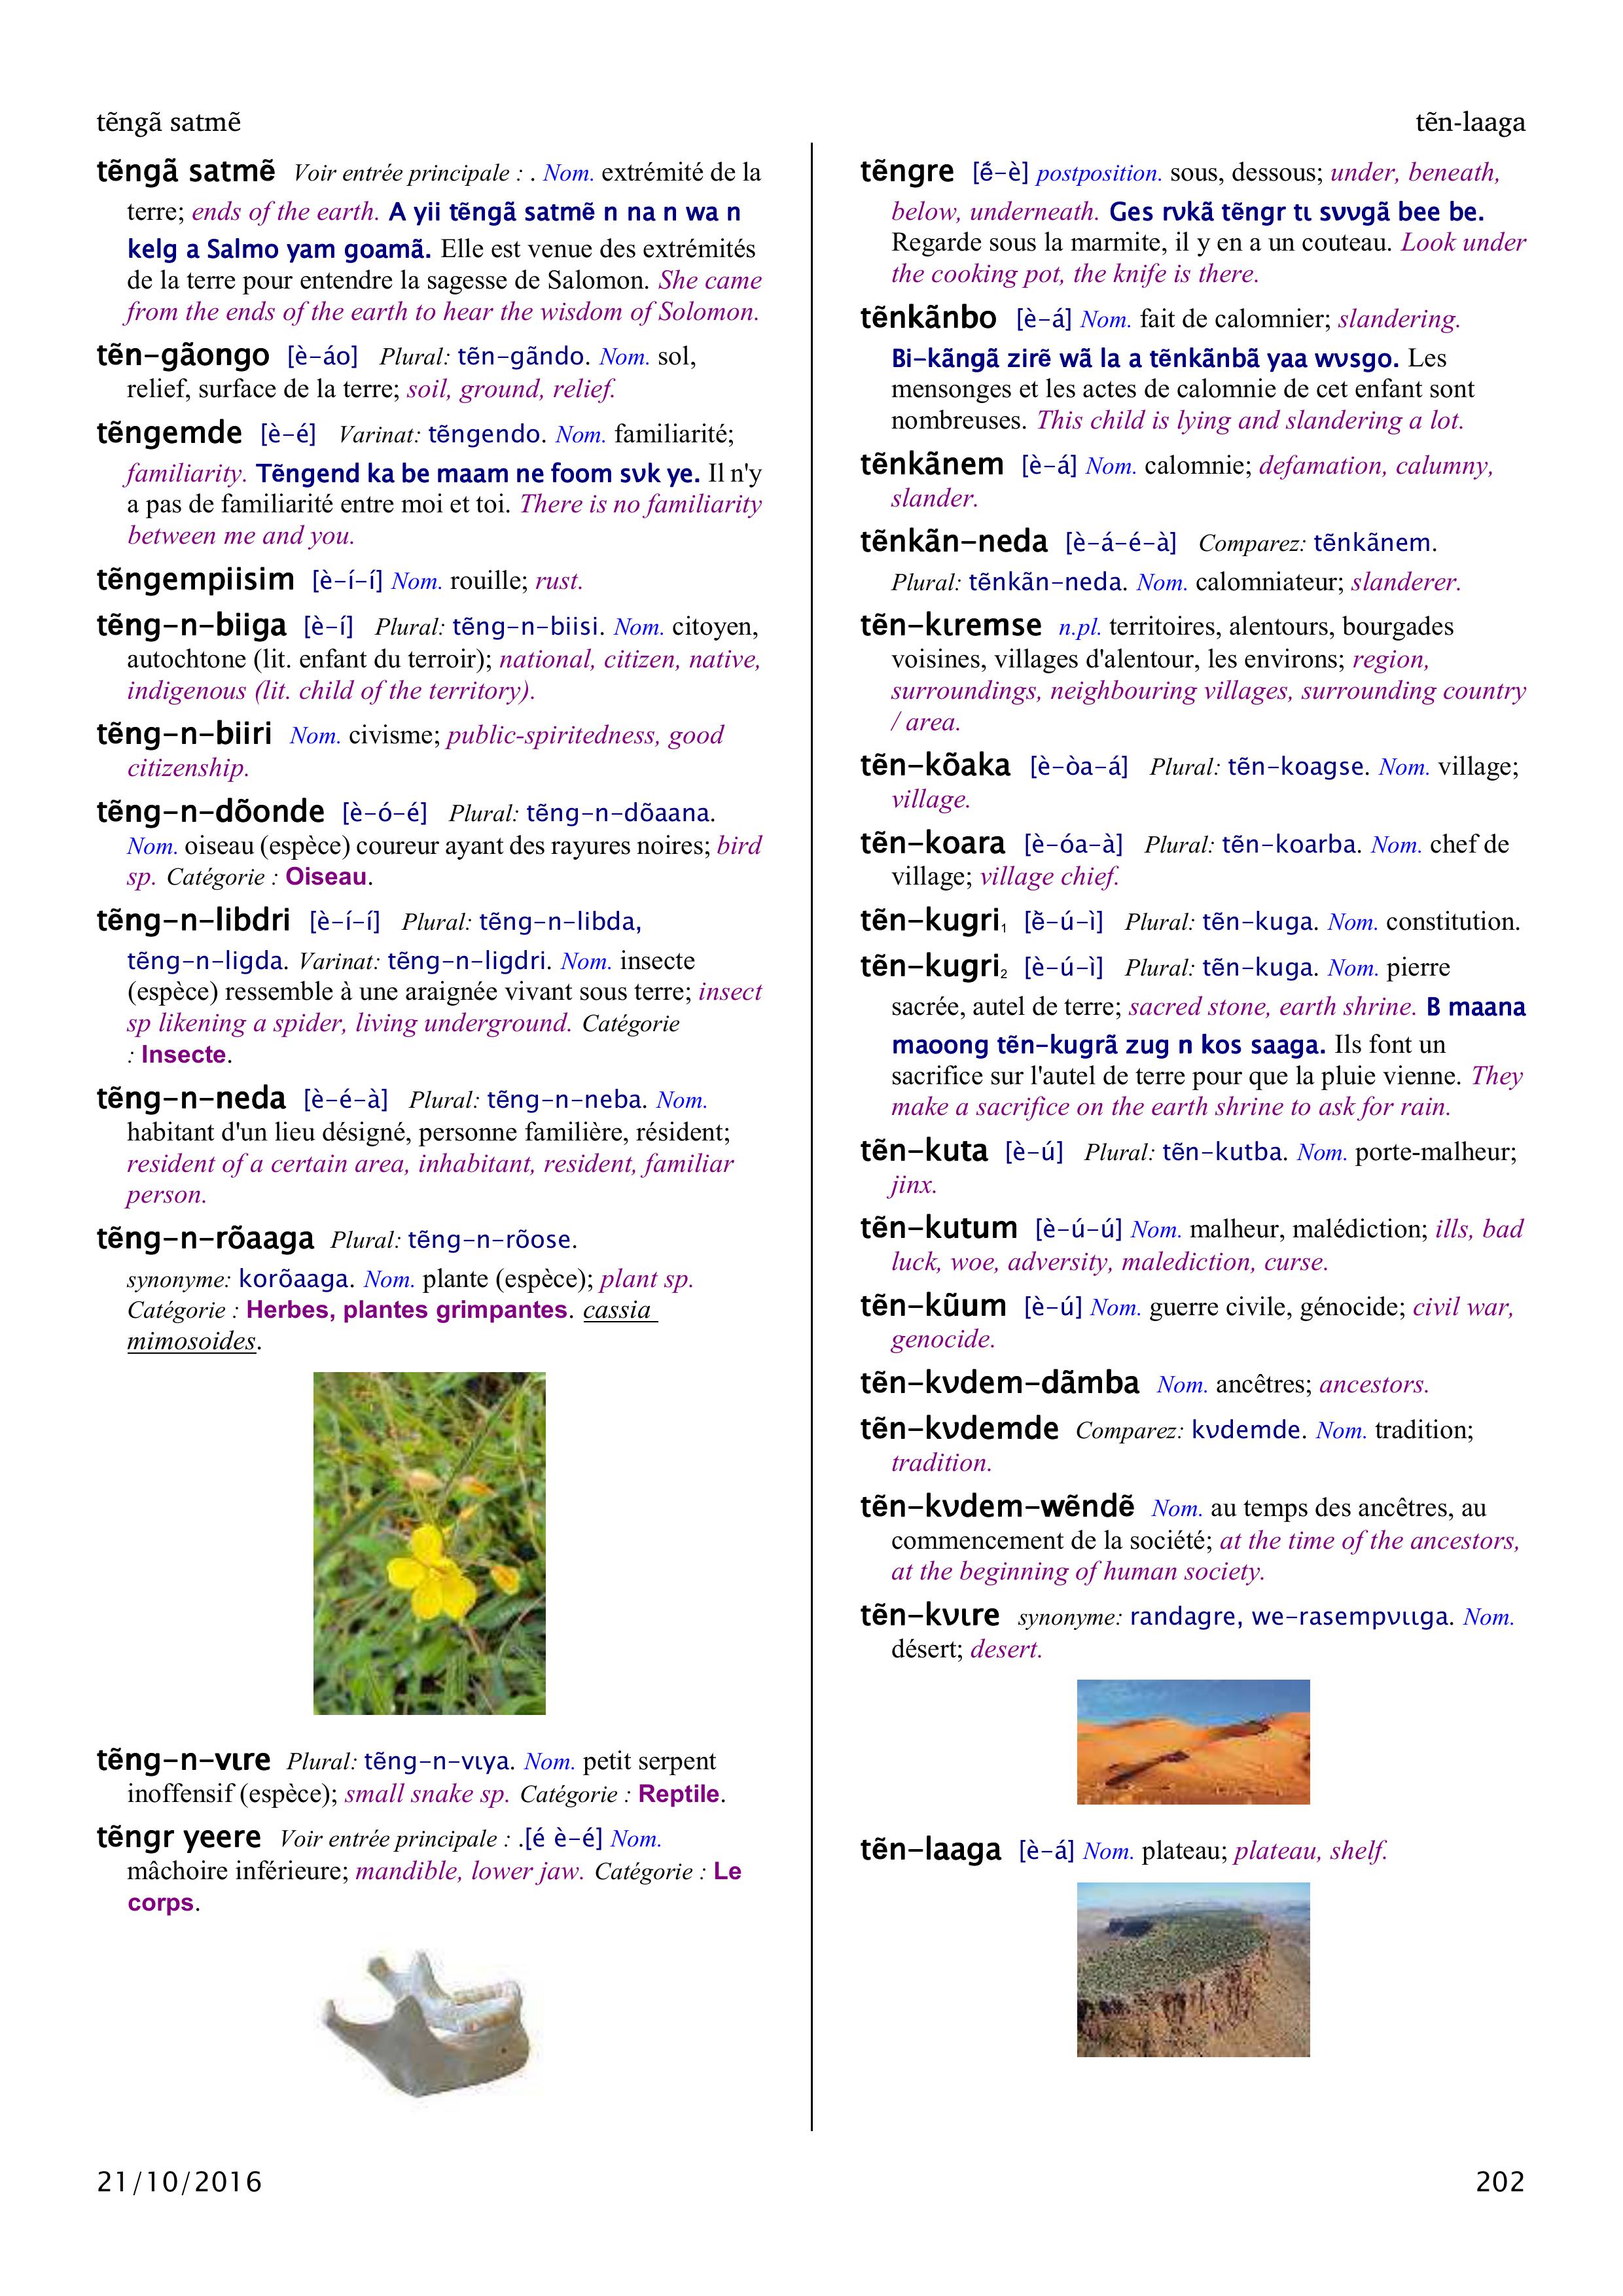 tẽngã satmẽ
tẽn-laaga
tẽngã satmẽ Voir entrée principale : . Nom. extrémité de la
terre; ends of the earth. A yii tẽngã satmẽ n na n wa n
kelg a Salmo yam goamã. Elle est venue des extrémités
de la terre pour entendre la sagesse de Salomon. She came
from the ends of the earth to hear the wisdom of Solomon.
tẽn-gãongo [è-áo] Plural: tẽn-gãndo. Nom. sol,
relief, surface de la terre; soil, ground, relief.
tẽngemde [è-é] Varinat: tẽngendo. Nom. familiarité;
familiarity. Tẽngend ka be maam ne foom sʋk ye. Il n'y
a pas de familiarité entre moi et toi. There is no familiarity
between me and you.
tẽngempiisim [è-í-í] Nom. rouille; rust.
tẽng-n-biiga [è-í] Plural: tẽng-n-biisi. Nom. citoyen,
autochtone (lit. enfant du terroir); national, citizen, native,
indigenous (lit. child of the territory).
tẽng-n-biiri Nom. civisme; public-spiritedness, good
citizenship.
tẽng-n-dõonde [è-ó-é] Plural: tẽng-n-dõaana.
Nom. oiseau (espèce) coureur ayant des rayures noires; bird
sp. Catégorie : Oiseau.
tẽng-n-libdri [è-í-í] Plural: tẽng-n-libda,
tẽng-n-ligda. Varinat: tẽng-n-ligdri. Nom. insecte
(espèce) ressemble à une araignée vivant sous terre; insect
sp likening a spider, living underground. Catégorie
: Insecte.
tẽng-n-neda [è-é-à] Plural: tẽng-n-neba. Nom.
habitant d'un lieu désigné, personne familière, résident;
resident of a certain area, inhabitant, resident, familiar
person.
tẽng-n-rõaaga Plural: tẽng-n-rõose.
synonyme: korõaaga. Nom. plante (espèce); plant sp.
Catégorie : Herbes, plantes grimpantes. cassia
mimosoides.
tẽng-n-vɩre Plural: tẽng-n-vɩya. Nom. petit serpent
inoffensif (espèce); small snake sp. Catégorie : Reptile.
tẽngr yeere Voir entrée principale : .[é è-é] Nom.
mâchoire inférieure; mandible, lower jaw. Catégorie : Le
corps.
tẽngre [ẽ́-è] postposition. sous, dessous; under, beneath,
below, underneath. Ges rʋkã tẽngr tɩ sʋʋgã bee be.
Regarde sous la marmite, il y en a un couteau. Look under
the cooking pot, the knife is there.
tẽnkãnbo [è-á] Nom. fait de calomnier; slandering.
Bi-kãngã zirẽ wã la a tẽnkãnbã yaa wʋsgo. Les
mensonges et les actes de calomnie de cet enfant sont
nombreuses. This child is lying and slandering a lot.
tẽnkãnem [è-á] Nom. calomnie; defamation, calumny,
slander.
tẽnkãn-neda [è-á-é-à] Comparez: tẽnkãnem.
Plural: tẽnkãn-neda. Nom. calomniateur; slanderer.
tẽn-kɩremse n.pl. territoires, alentours, bourgades
voisines, villages d'alentour, les environs; region,
surroundings, neighbouring villages, surrounding country
/ area.
tẽn-kõaka [è-òa-á] Plural: tẽn-koagse. Nom. village;
village.
tẽn-koara [è-óa-à] Plural: tẽn-koarba. Nom. chef de
village; village chief.
tẽn-kugri₁ [ẽ̀-ú-ì] Plural: tẽn-kuga. Nom. constitution.
tẽn-kugri₂ [è-ú-ì] Plural: tẽn-kuga. Nom. pierre
sacrée, autel de terre; sacred stone, earth shrine. B maana
maoong tẽn-kugrã zug n kos saaga. Ils font un
sacrifice sur l'autel de terre pour que la pluie vienne. They
make a sacrifice on the earth shrine to ask for rain.
tẽn-kuta [è-ú] Plural: tẽn-kutba. Nom. porte-malheur;
jinx.
tẽn-kutum [è-ú-ú] Nom. malheur, malédiction; ills, bad
luck, woe, adversity, malediction, curse.
tẽn-kũum [è-ú] Nom. guerre civile, génocide; civil war,
genocide.
tẽn-kʋdem-dãmba Nom. ancêtres; ancestors.
tẽn-kʋdemde Comparez: kʋdemde. Nom. tradition;
tradition.
tẽn-kʋdem-wẽndẽ Nom. au temps des ancêtres, au
commencement de la société; at the time of the ancestors,
at the beginning of human society.
tẽn-kʋɩre synonyme: randagre, we-rasempʋɩɩga. Nom.
désert; desert.
tẽn-laaga [è-á] Nom. plateau; plateau, shelf.
21/10/2016
202